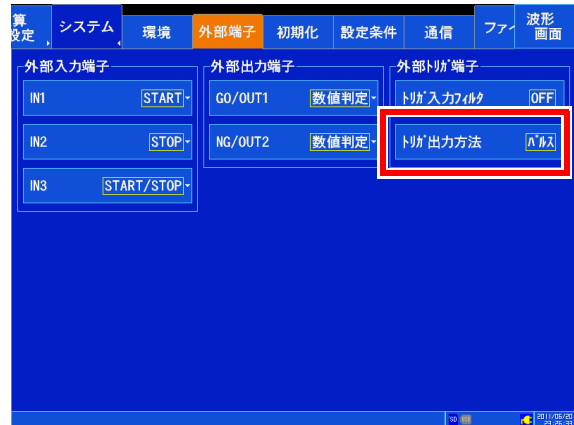 算
設定
システム
環境
外部端子
初期化
設定条件
通信
ファイ
波形
画面
外部入力端子
IN1
START
IN2
STOP
IN3
START/STOP
外部出力端子
GO/OUT1
数値判定
NG/OUT2
数値判定
外部ﾄﾘｶﾞ端子
ﾄﾘｶﾞ入力ﾌｨﾙﾀ
OFF
ﾄﾘｶﾞ出力方法
ﾊﾟﾙｽ
SD